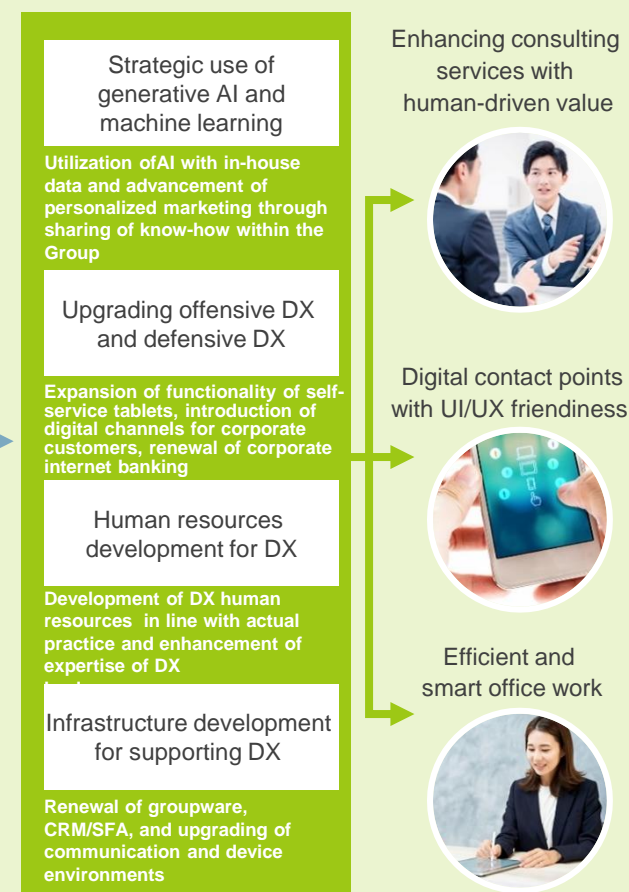 Strategic use of
generative AI and
machine learning
Utilization ofAI with in-house
data and advancement of
personalized marketing through
sharing of know-how within the
Group
Upgrading offensive DX
and defensive DX
Expansion of functionality of self-
service tablets, introduction of
digital channels for corporate
customers, renewal of corporate
internet banking
Human resources
development for DX
Development of DX human
resources in line with actual
practice and enhancement of
expertise of DX
Infrastructure development
for supporting DX
Renewal of groupware,
CRM/SFA, and upgrading of
communication and device
environments
Enhancing consulting
services with
human-driven value
Digital contact points
with UI/UX friendiness
Efficient and
smart office work